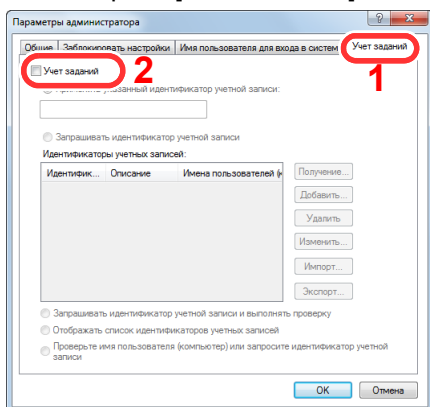 Параметры администратора
Общие Заблокировать настройки Имя пользователя для входа в систем Учет заданий
Учет заданий
2
1
указанный идентификатор учетной записи:
Запрашивать идентификатор учетной записи
Идентификаторы учетных записей:
Идентифик... Описание Имена пользователей (к
Получение...
Добавить...
Удалить
Изменить...
Импорт...
Экспорт...
Запрашивать идентификатор учетной записи и выполнять проверку
Отображать список идентификаторов учетных записей
Проверьте имя пользователя (компьютер) или запросите идентификатор учетной
записи
OK Отмена